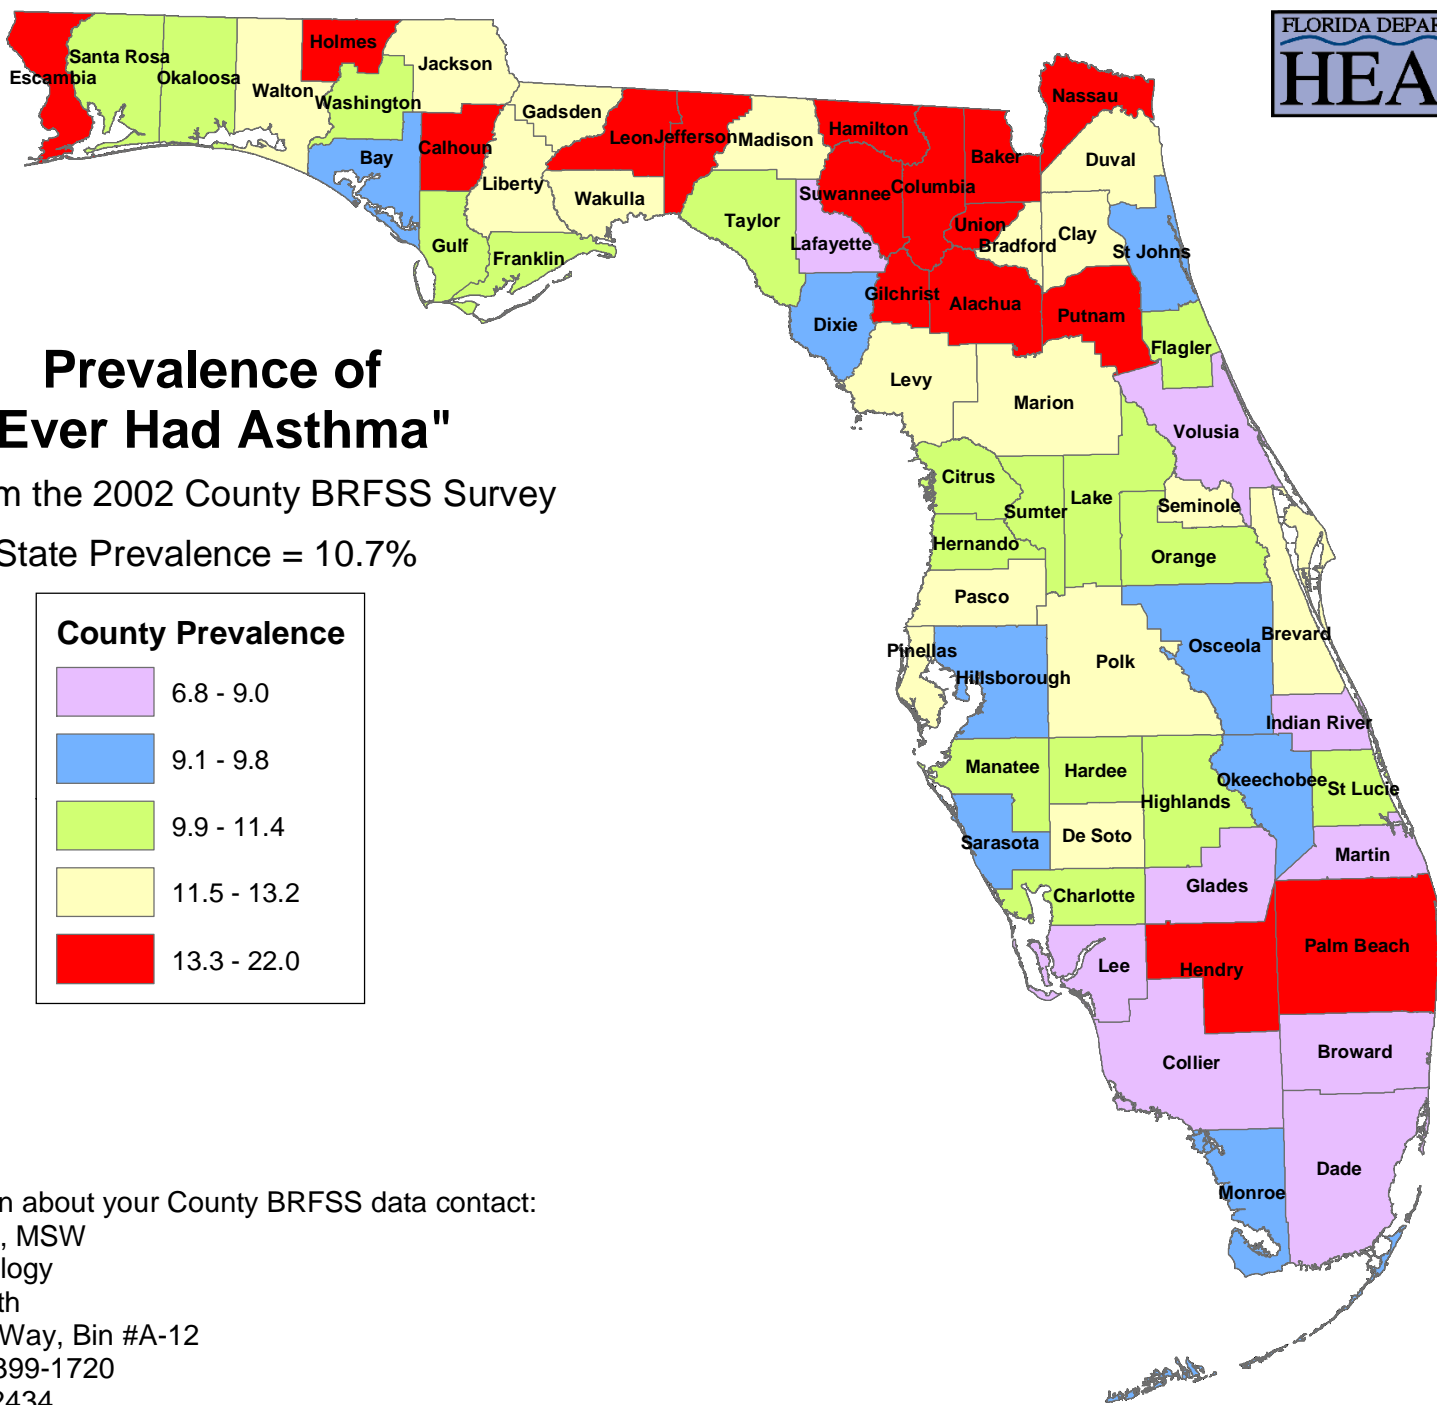 FLORIDA DEPAR
HEA
Escambia
Santa Rosa
Okaloosa
Walton
Holmes
Washington
Jackson
Bay
Calhoun
Gulf
Gadsden
Liberty
Franklin
Wakulla
Leon
Jefferson
Madison
Taylor
Hamilton
Suwannee
Lafayette
Columbia
Baker
Union
Bradford
Nassau
Duval
Clay
St Johns
Dixie
Gilchrist
Alachua
Putnam
Flagler
Levy
Marion
Volusia
Citrus
Sumter
Lake
Seminole
Hernando
Orange
Pasco
Pinellas
Hillsborough
Polk
Osceola
Brevard
Indian River
Manatee
Hardee
Highlands
Okeechobee
St Lucie
Sarasota
De Soto
Martin
Charlotte
Glades
Lee
Hendry
Palm Beach
Collier
Broward
Dade
Monroe
Prevalence of
Ever Had Asthma"
m the 2002 County BRFSS Survey
State Prevalence = 10.7%
County Prevalence
6.8 - 9.0
9.1 - 9.8
9.9 - 11.4
11.5 - 13.2
13.3 - 22.0
n about your County BRFSS data contact:
, MSW
logy
th
Way, Bin #A-12
399-1720
2434